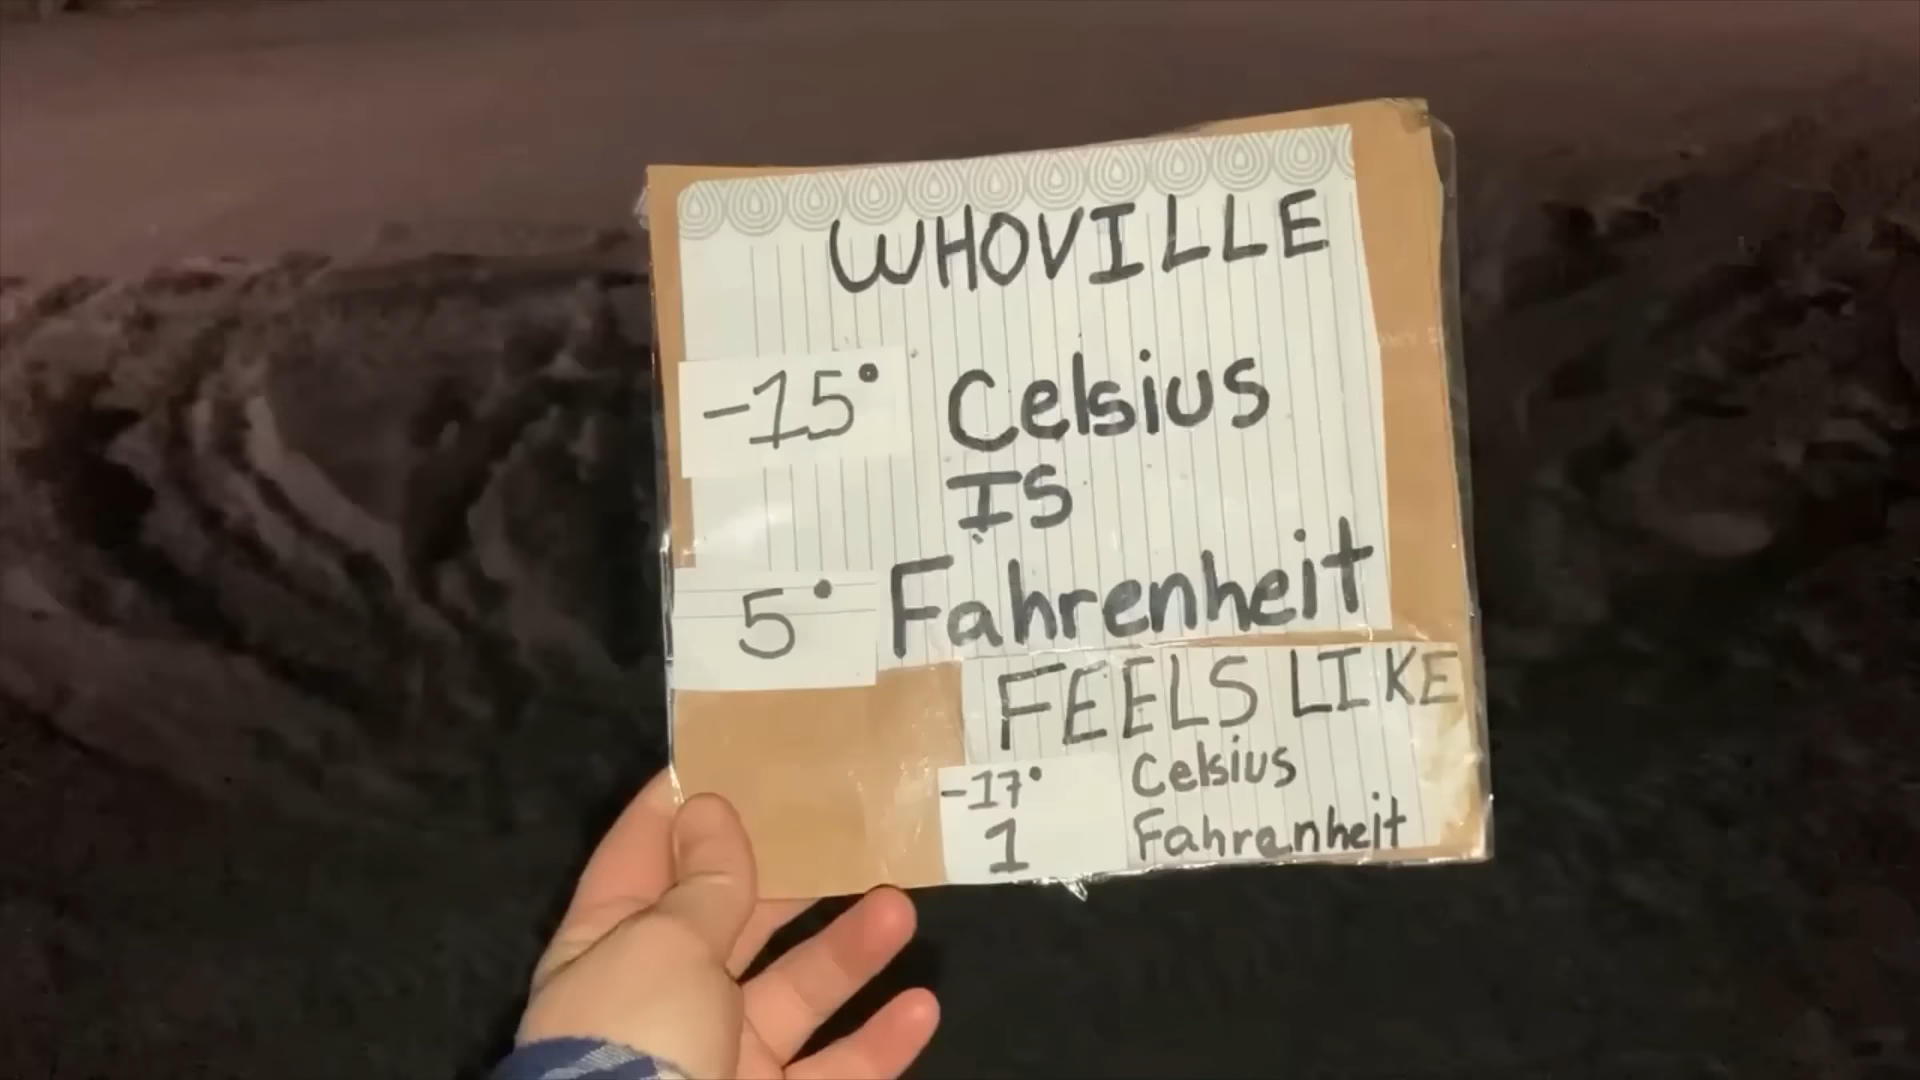 WHOVILLE
-15° Celsius
IS
5° Fahrenheit
FEELS LIKE
-17° Celsius
1 Fahrenheit